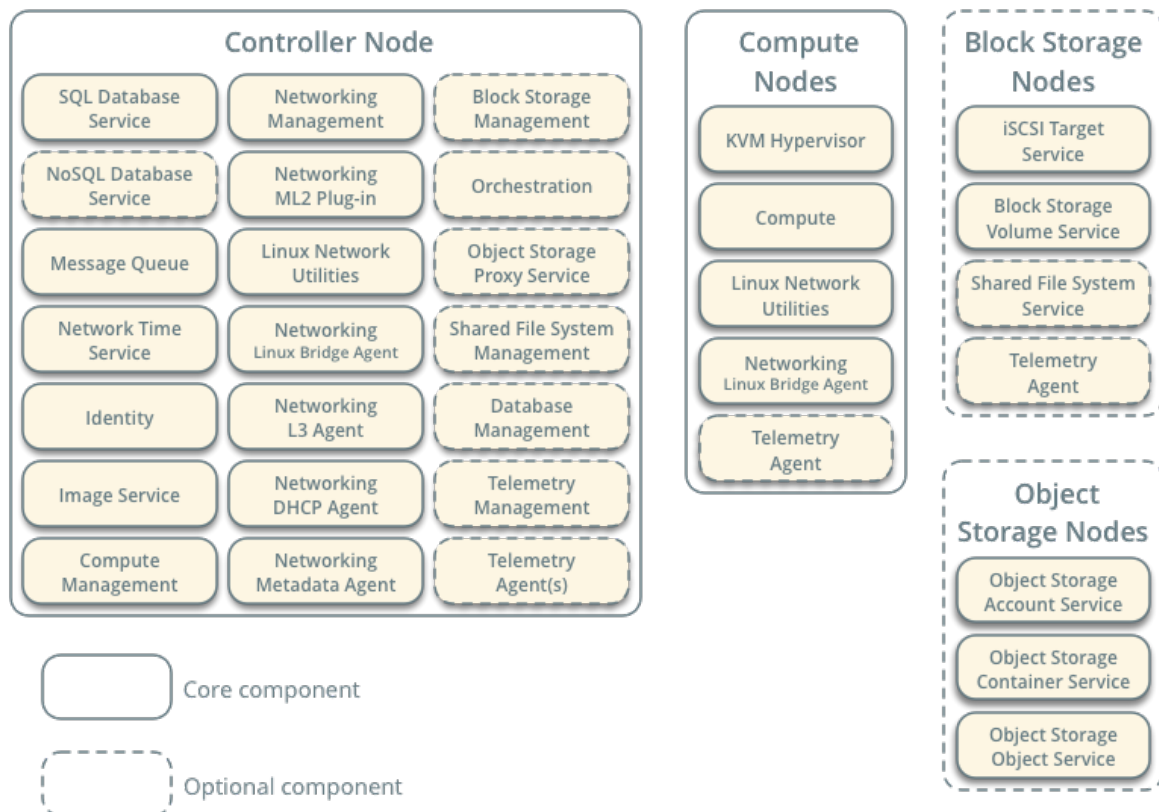 Controller Node
SQL Database
Service
Networking
Management
Block Storage
Management
NoSQL Database
Service
Networking
ML2 Plug-in
Orchestration
Message Queue
Linux Network
Utilities
Object Storage
Proxy Service
Network Time
Service
Networking
Linux Bridge Agent
Shared File System
Management
Identity
Networking
L3 Agent
Database
Management
Image Service
Networking
DHCP Agent
Telemetry
Management
Compute
Management
Networking
Metadata Agent
Telemetry
Agent(s)
Compute
Nodes
KVM Hypervisor
Compute
Linux Network
Utilities
Networking
Linux Bridge Agent
Telemetry
Agent
Block Storage
Nodes
iSCSI Target
Service
Block Storage
Volume Service
Shared File System
Service
Telemetry
Agent
Object
Storage Nodes
Object Storage
Account Service
Object Storage
Container Service
Object Storage
Object Service
Core component
Optional component